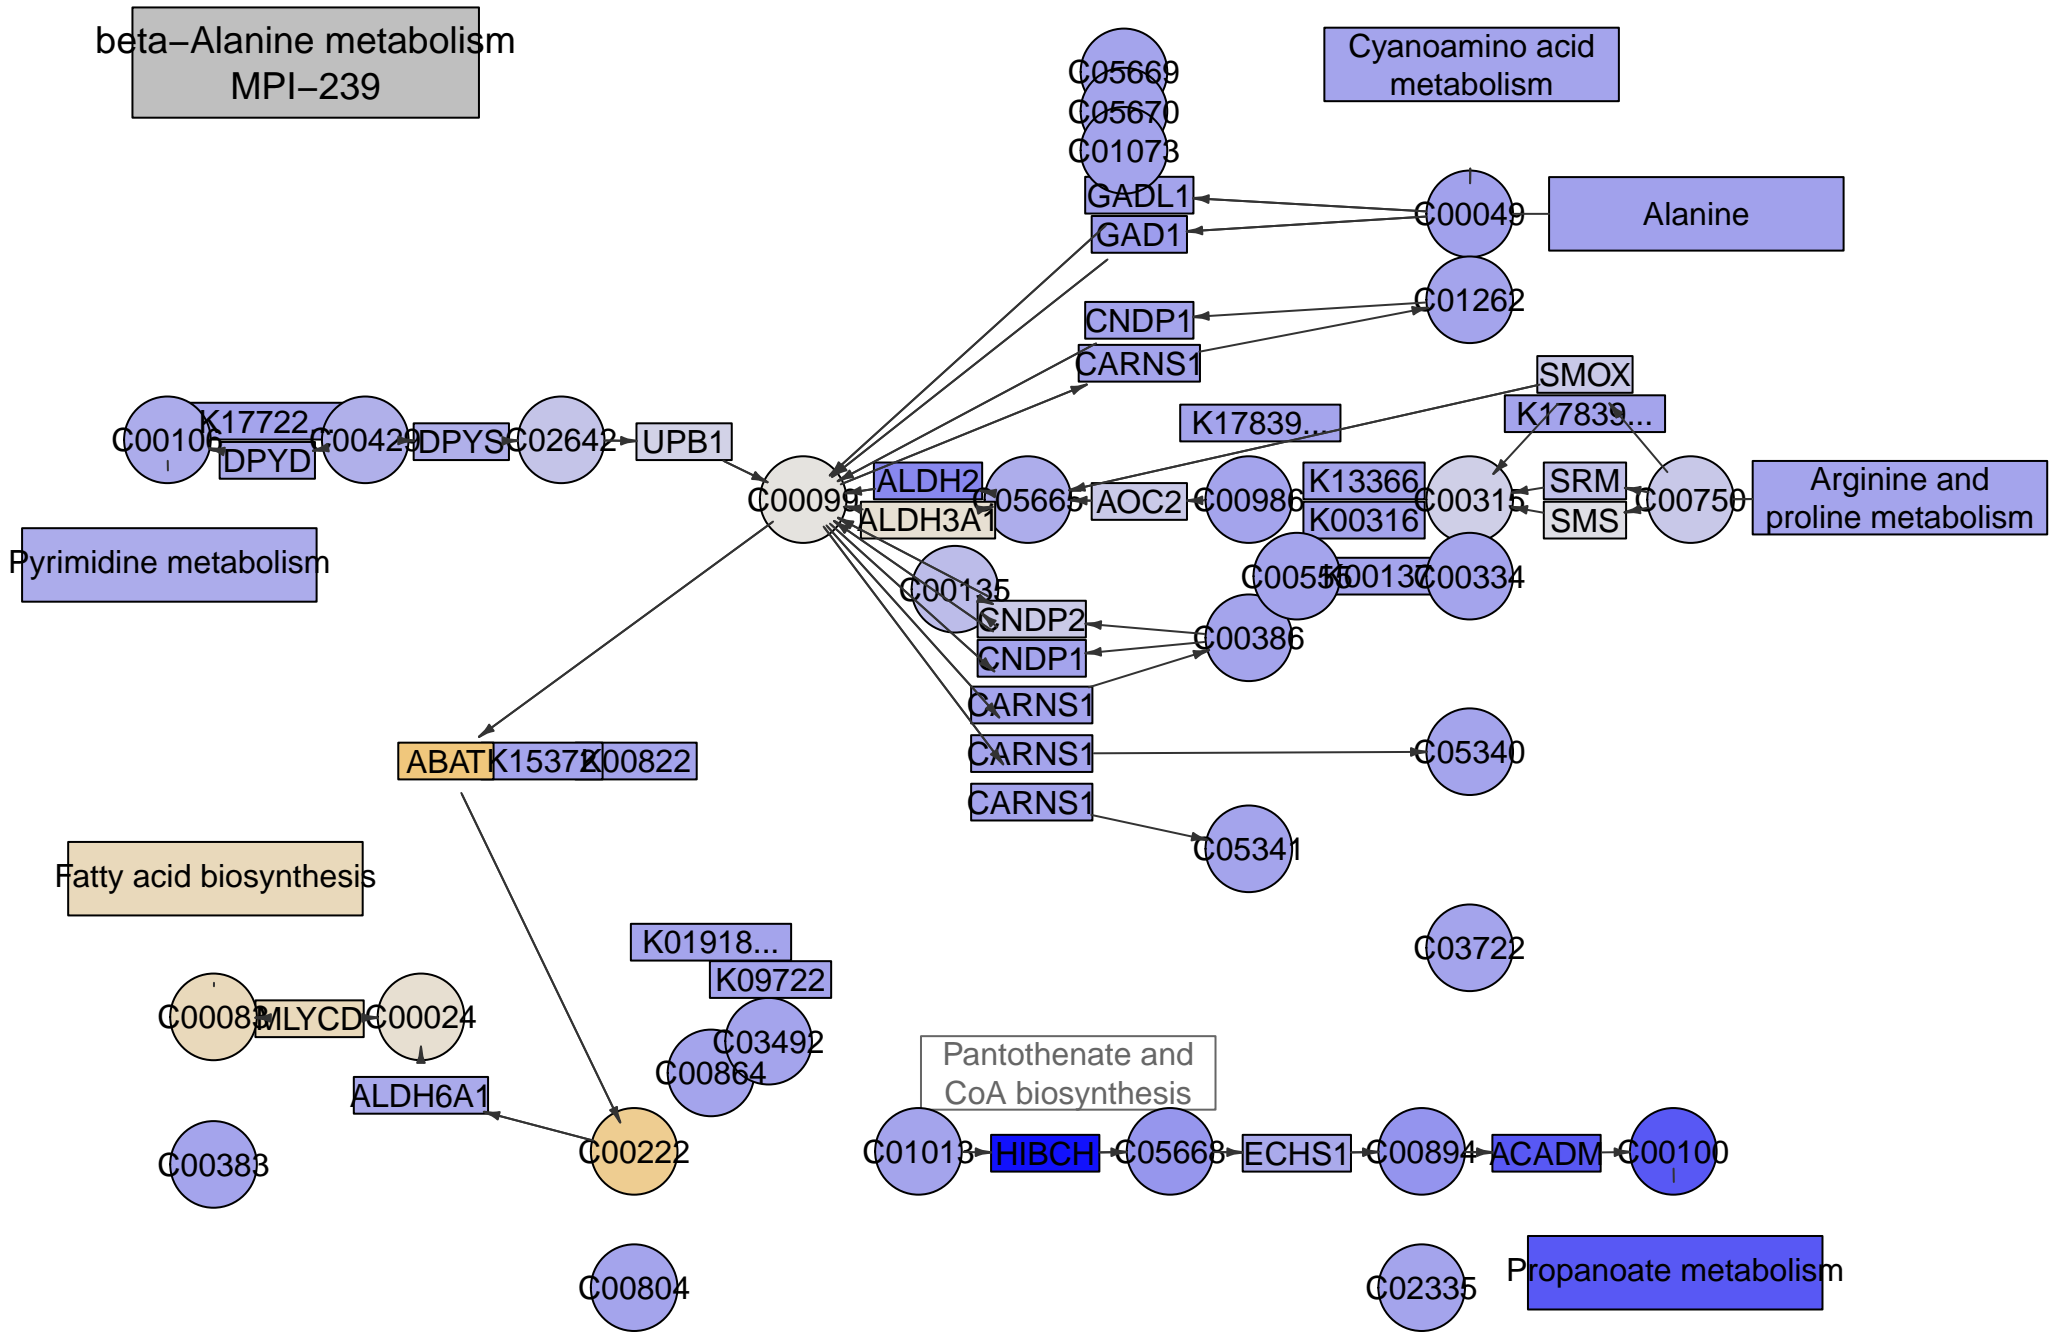 beta−Alanine metabolism
MPI−239
C05669
C05670
C01073
Cyanoamino acid
metabolism
GADL1
GAD1
C00049
Alanine
CNDP1
CARNS1
C01262
SMOX
K17839...
K17839...
C00106
K17722...
DPYD
C00429
DPYS
C02642
UPB1
C00099
ALDH2
ALDH3A1
C05665
AOC2
C00986
K13366
K00316
C00315
SRM
SMS
C00750
Arginine and
proline metabolism
Pyrimidine metabolism
C00135
C00555
K00137
C00334
CNDP2
CNDP1
C00386
CARNS1
CARNS1
CARNS1
C05340
C05341
ABAT
K15372
K00822
Fatty acid biosynthesis
K01918...
K09722
C03722
C00083
MLYCD
C00024
C03492
C00864
ALDH6A1
Pantothenate and
CoA biosynthesis
C00383
C00222
C01013
HIBCH
C05668
ECHS1
C00894
ACADM
C00100
C00804
C02335
Propanoate metabolism